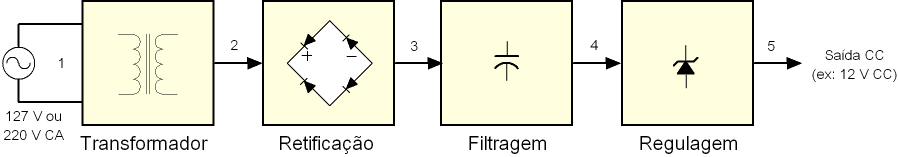 1
2
3
4
5
+
−
Saída CC
(ex: 12 V CC)
127 V ou
220 V CA
Transformador
Retificação
Filtragem
Regulagem